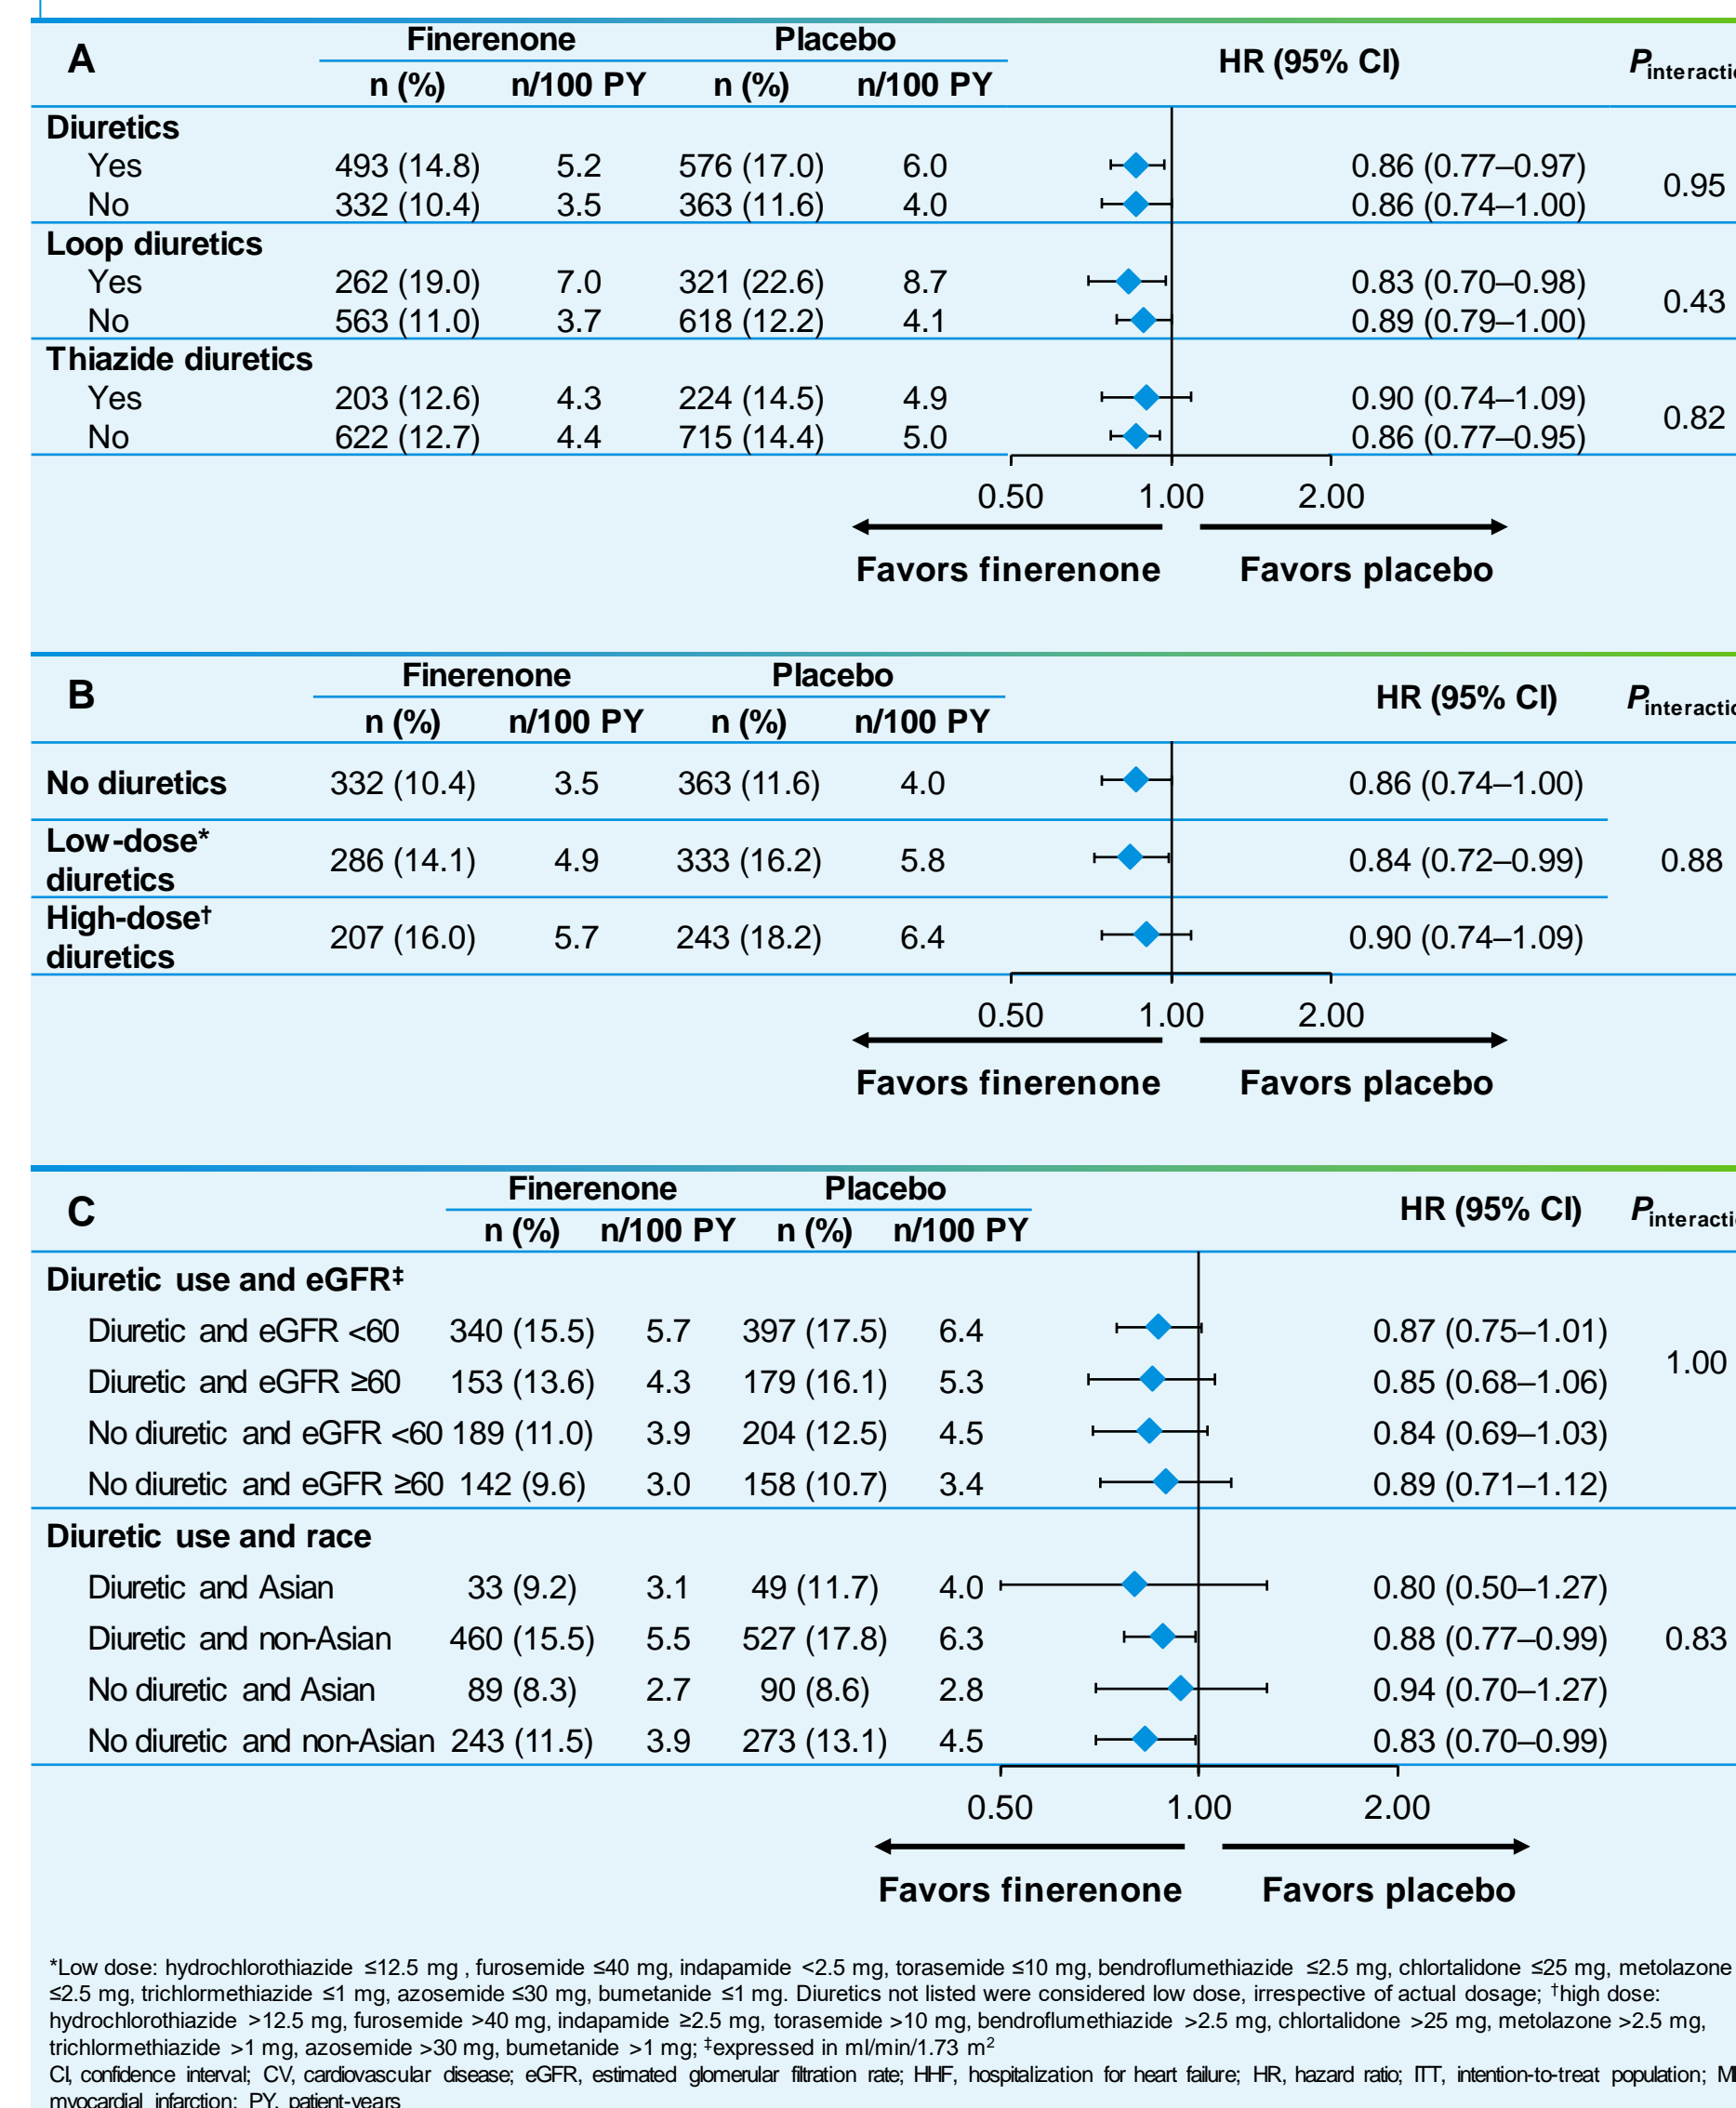 A Finerenone Placebo HR (95% CI)
n (%) n/100 PY n (%) n/100 PY
Diuretics
Yes 493 (14.8) 5.2 576 (17.0) 6.0 0.86 (0.77–0.97) 0.95
No 332 (10.4) 3.5 363 (11.6) 4.0 0.86 (0.74–1.00)
Loop diuretics
Yes 262 (19.0) 7.0 321 (22.6) 8.7 0.83 (0.70–0.98) 0.43
No 563 (11.0) 3.7 618 (12.2) 4.1 0.89 (0.79–1.00)
Thiazide diuretics
Yes 203 (12.6) 4.3 224 (14.5) 4.9 0.90 (0.74–1.09) 0.82
No 622 (12.7) 4.4 715 (14.4) 5.0 0.86 (0.77–0.95)
0.50 1.00 2.00
Favors finerenone Favors placebo
B Finerenone Placebo HR (95% CI)
n (%) n/100 PY n (%) n/100 PY
No diuretics 332 (10.4) 3.5 363 (11.6) 4.0 0.86 (0.74–1.00)
Low-dose*
diuretics 286 (14.1) 4.9 333 (16.2) 5.8 0.84 (0.72–0.99) 0.88
High-dose†
diuretics 207 (16.0) 5.7 243 (18.2) 6.4 0.90 (0.74–1.09)
0.50 1.00 2.00
Favors finerenone Favors placebo
C Finerenone Placebo HR (95% CI)
n (%) n/100 PY n (%) n/100 PY
Diuretic use and eGFR‡
Diuretic and eGFR <60 340 (15.5) 5.7 397 (17.5) 6.4 0.87 (0.75–1.01)
1.00
Diuretic and eGFR ≥60 153 (13.6) 4.3 179 (16.1) 5.3 0.85 (0.68–1.06)
No diuretic and eGFR <60 189 (11.0) 3.9 204 (12.5) 4.5 0.84 (0.69–1.03)
No diuretic and eGFR ≥60 142 (9.6) 3.0 158 (10.7) 3.4 0.89 (0.71–1.12)
Diuretic use and race
Diuretic and Asian 33 (9.2) 3.1 49 (11.7) 4.0 0.80 (0.50–1.27)
Diuretic and non-Asian 460 (15.5) 5.5 527 (17.8) 6.3 0.88 (0.77–0.99) 0.83
No diuretic and Asian 89 (8.3) 2.7 90 (8.6) 2.8 0.94 (0.70–1.27)
No diuretic and non-Asian 243 (11.5) 3.9 273 (13.1) 4.5 0.83 (0.70–0.99)
0.50 1.00 2.00
Favors finerenone Favors placebo
*Low dose: hydrochlorothiazide ≤12.5 mg , furosemide ≤40 mg, indapamide <2.5 mg, torasemide ≤10 mg, bendroflumethiazide ≤2.5 mg, chlortalidone ≤25 mg, metolazone
≤2.5 mg, trichlormethiazide ≤1 mg, azosemide ≤30 mg, bumetanide ≤1 mg. Diuretics not listed were considered low dose, irrespective of actual dosage; †high dose:
hydrochlorothiazide >12.5 mg, furosemide >40 mg, indapamide ≥2.5 mg, torasemide >10 mg, bendroflumethiazide >2.5 mg, chlortalidone >25 mg, metolazone >2.5 mg,
trichlormethiazide >1 mg, azosemide >30 mg, bumetanide >1 mg; ‡expressed in ml/min/1.73 m²
CI, confidence interval; CV, cardiovascular disease; eGFR, estimated glomerular filtration rate; HHF, hospitalization for heart failure; HR, hazard ratio; ITT, intention-to-treat population;
myocardial infarction; PY, patient-years